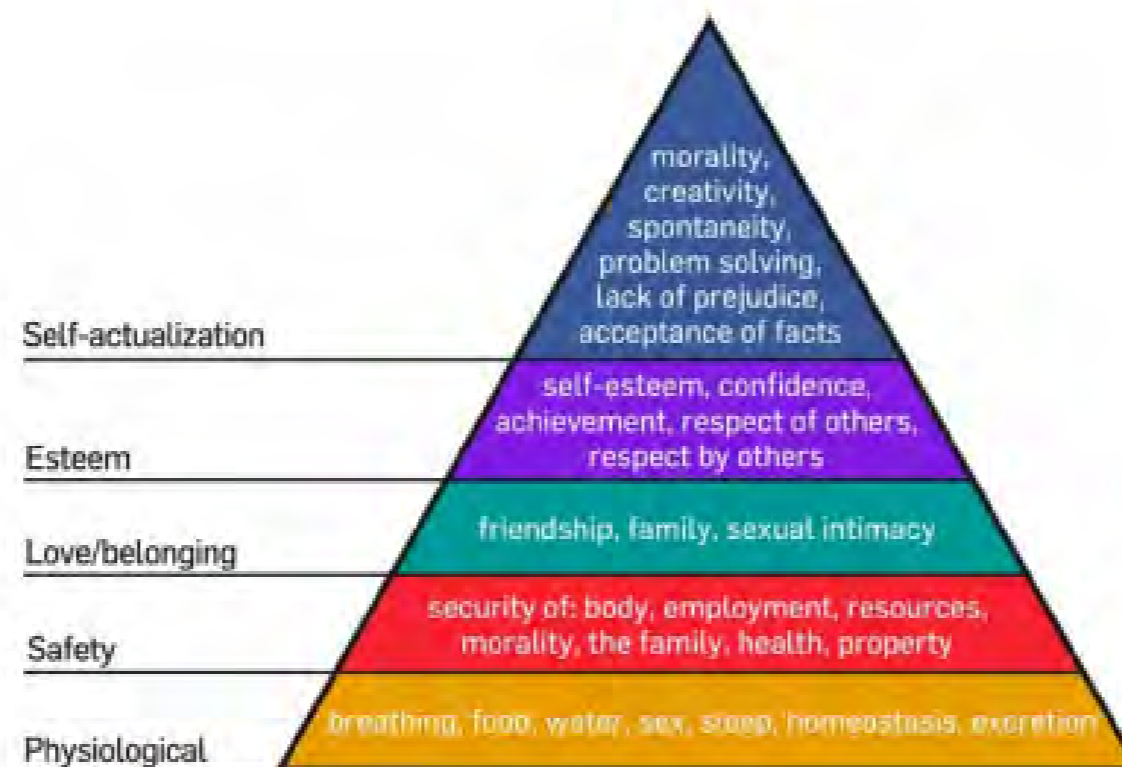 morality,
creativity,
spontaneity,
problem solving,
lack of prejudice,
acceptance of facts
Self-actualization
self-esteem, confidence,
achievement, respect of others,
respect by others
Esteem
friendship, family, sexual intimacy
Love/belonging
security of: body, employment, resources,
morality, the family, health, property
Safety
breathing, food, water, sex, sleep, homeostasis, excretion
Physiological